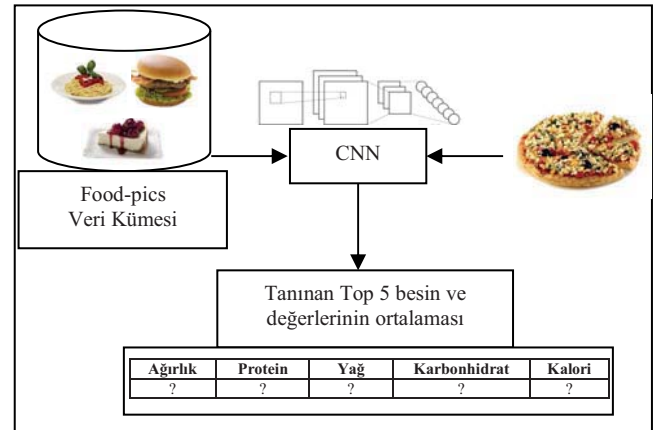 CNN
Food-pics
Veri Kümesi
Tanınan Top 5 besin ve
değerlerinin ortalaması
Ağırlık Protein Yağ Karbonhidrat Kalori
? ? ? ? ?